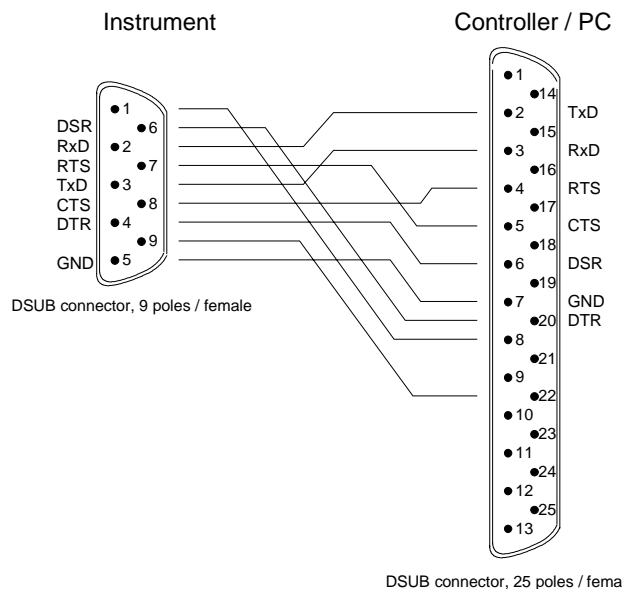 Instrument
Controller / PC
1
6
DSR
2
RxD
7
RTS
3
TxD
8
CTS
4
DTR
9
5
GND
DSUB connector, 9 poles / female
1
14
2
TxD
15
3
RxD
16
4
RTS
17
5
CTS
18
6
DSR
19
7
GND
20
DTR
8
21
9
22
10
23
11
24
12
25
13
DSUB connector, 25 poles / fema